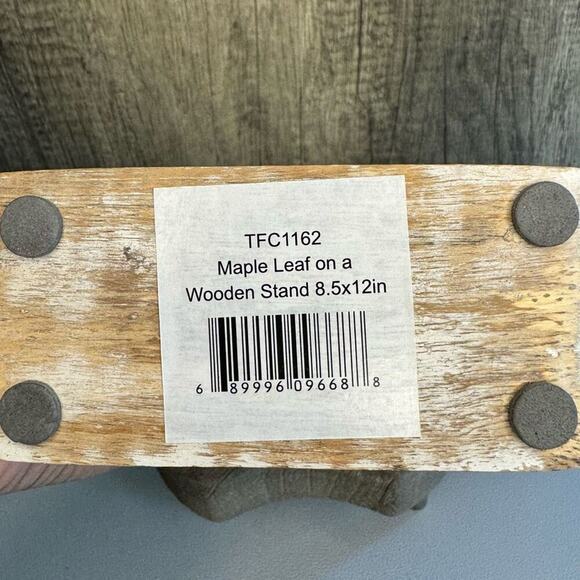 TFC1162
Maple Leaf on a
Wooden Stand 8.5x12in
6 89996 09668 8